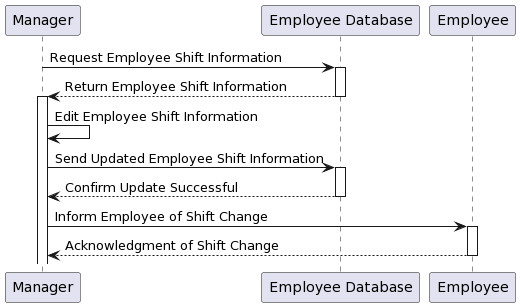 Manager
Employee Database
Employee
Request Employee Shift Information
Return Employee Shift Information
Edit Employee Shift Information
Send Updated Employee Shift Information
Confirm Update Successful
Inform Employee of Shift Change
Acknowledgment of Shift Change
Manager
Employee Database
Employee